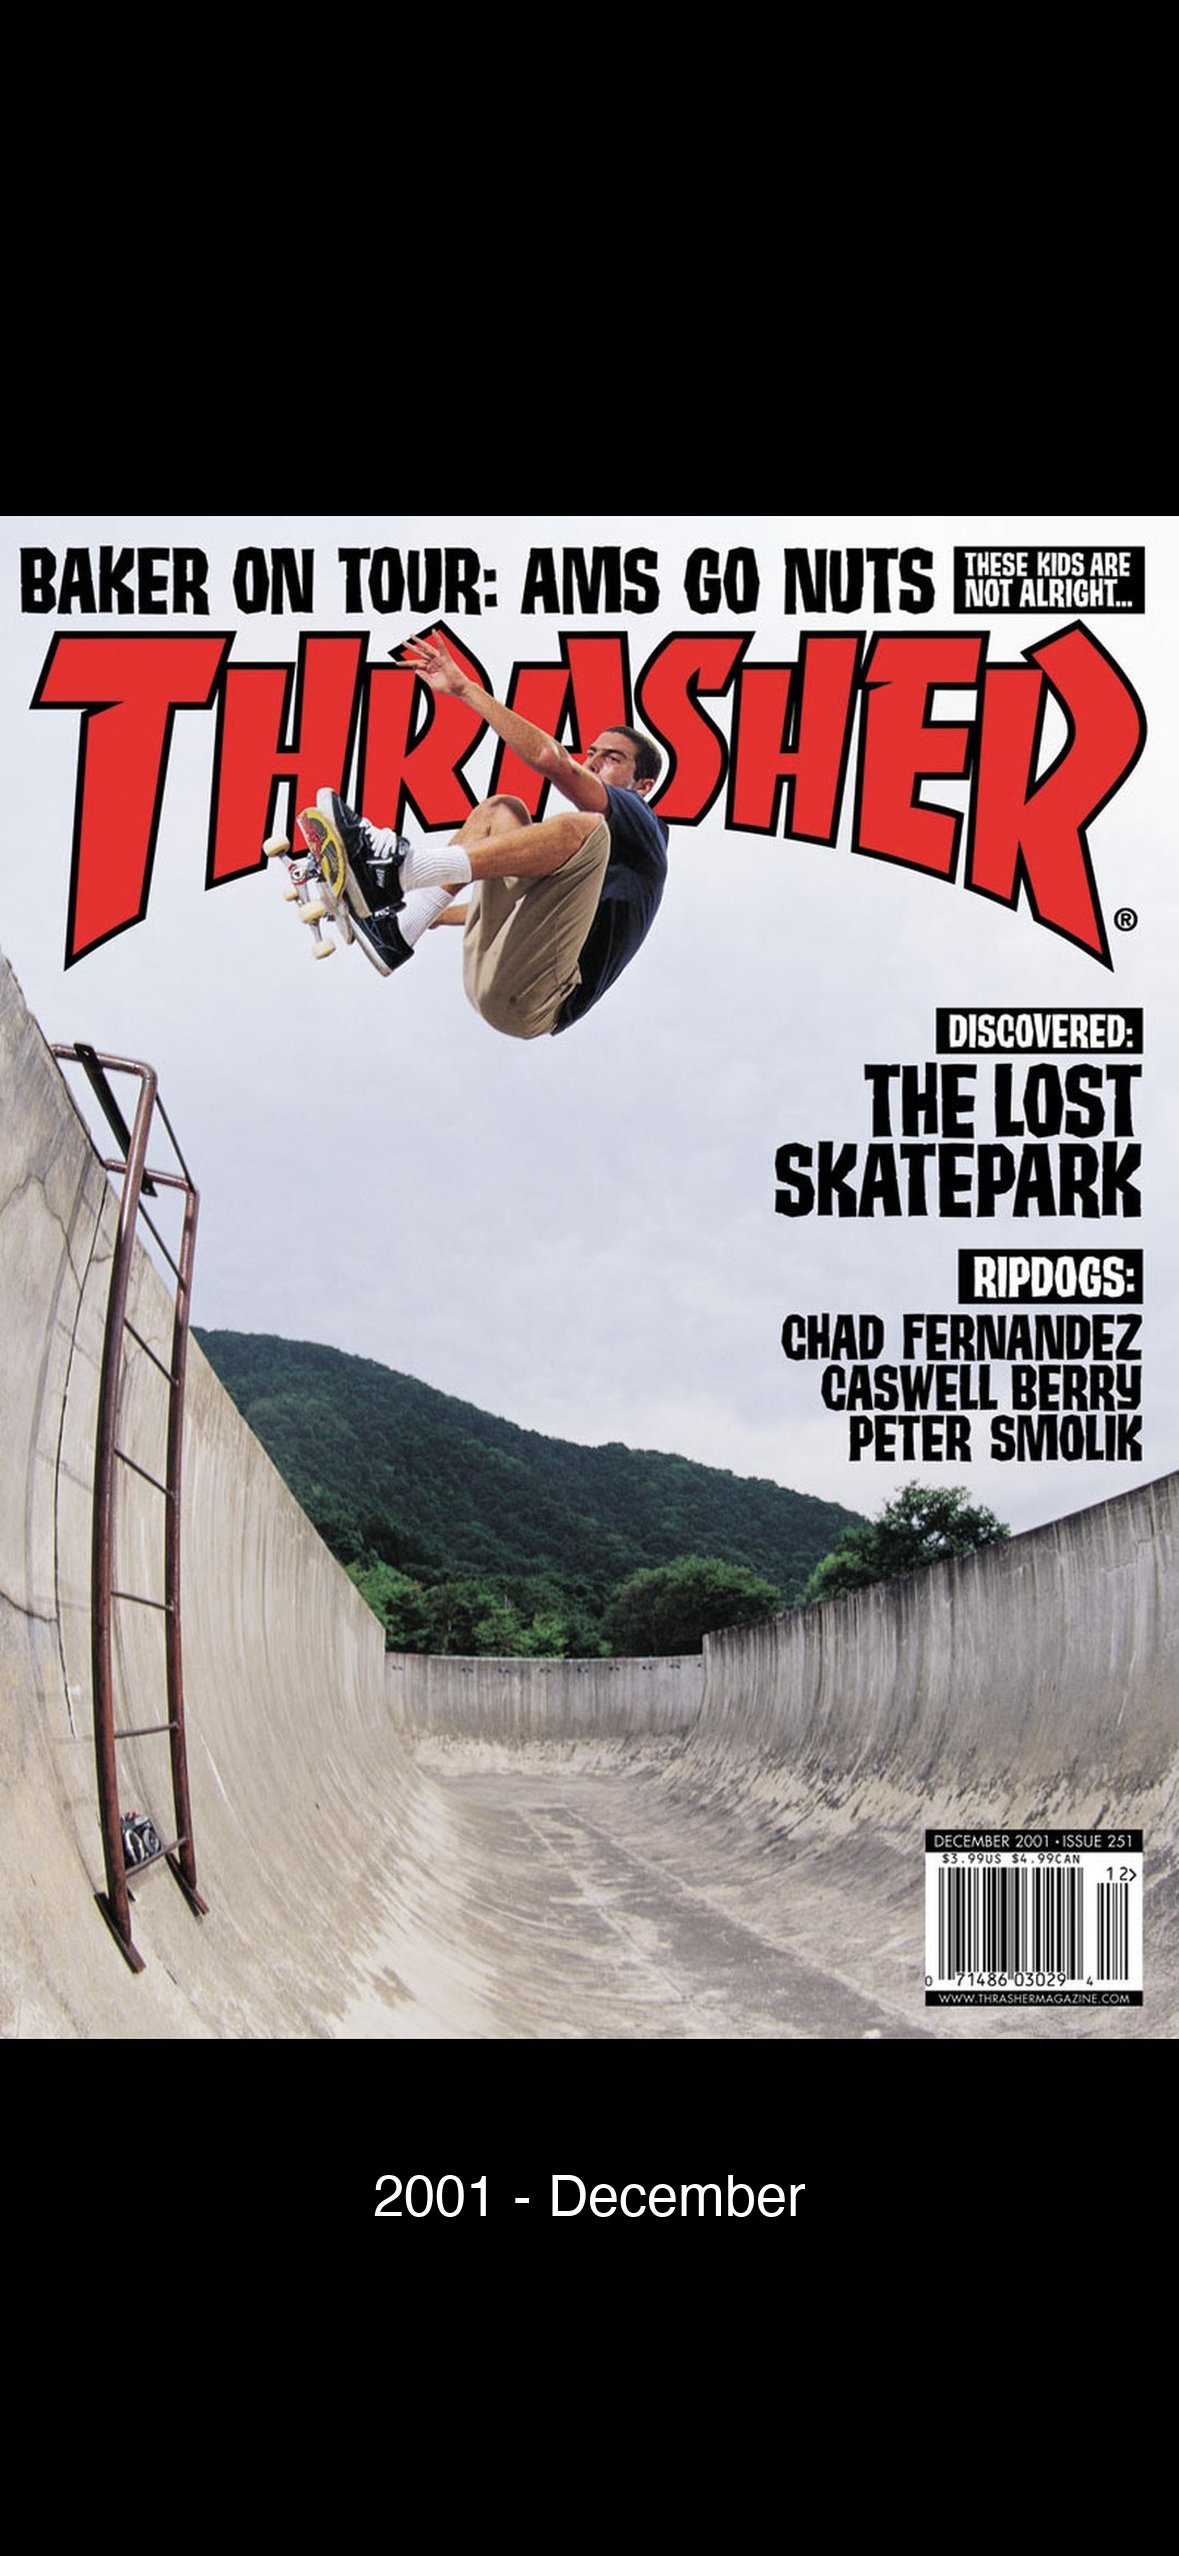 BAKER ON TOUR: AMS GO NUTS
THESE KIDS ARE
NOT ALRIGHT...
THRASHER®
DISCOVERED:
THE LOST
SKATEPARK
RIPDOGS:
CHAD FERNANDEZ
CASWELL BERRY
PETER SMOLIK
DECEMBER 2001 • ISSUE 251
$3.99US $4.99CAN
12>
0 71486 03029 4
WWW.THRASHERMAGAZINE.COM
2001 - December